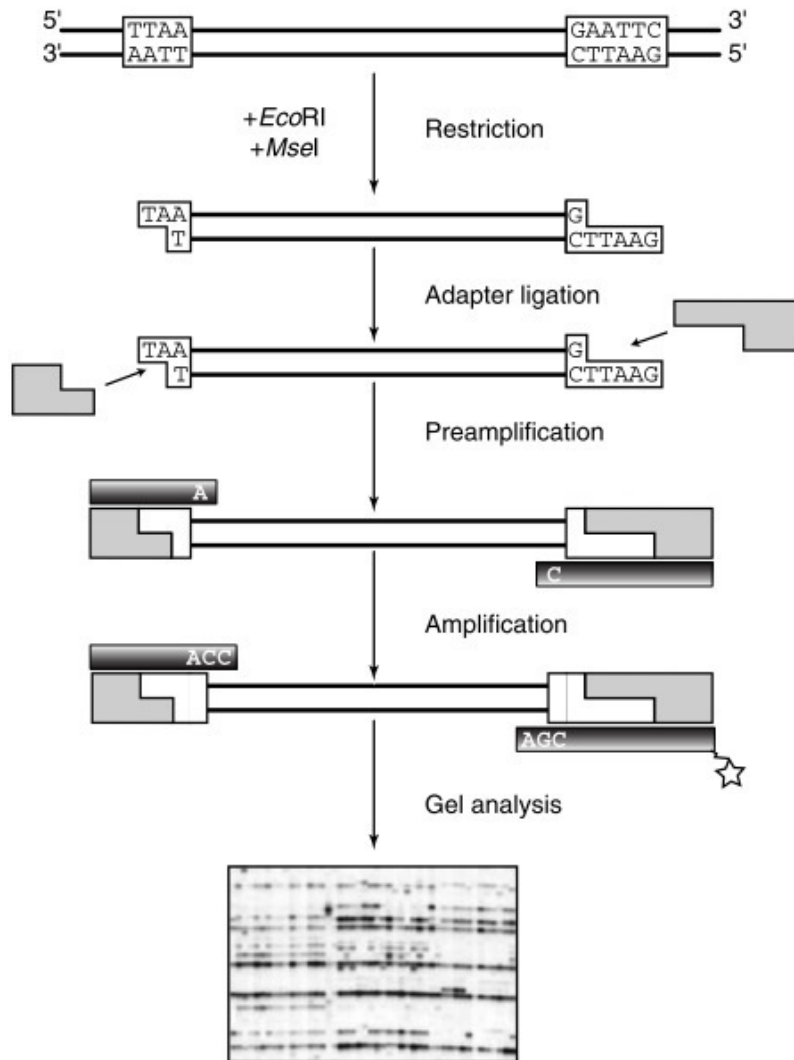 5' TTAA GAATTC 3'
3' AATT CTTAAG 5'
+EcoRI
+MseI
Restriction
TAA G
T CTTAAG
Adapter ligation
TAA G
T CTTAAG
Preamplification
A
C
Amplification
ACC
AGC
Gel analysis